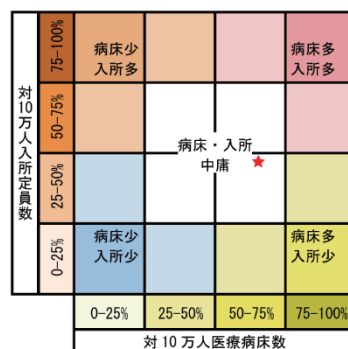 対10万人入所定員数
75-100%
50-75%
25-50%
0-25%
病床少
入所多
病床多
入所多
病床・入所
中庸
病床少
入所少
病床多
入所少
0-25%
25-50%
50-75%
75-100%
対10万人医療病床数